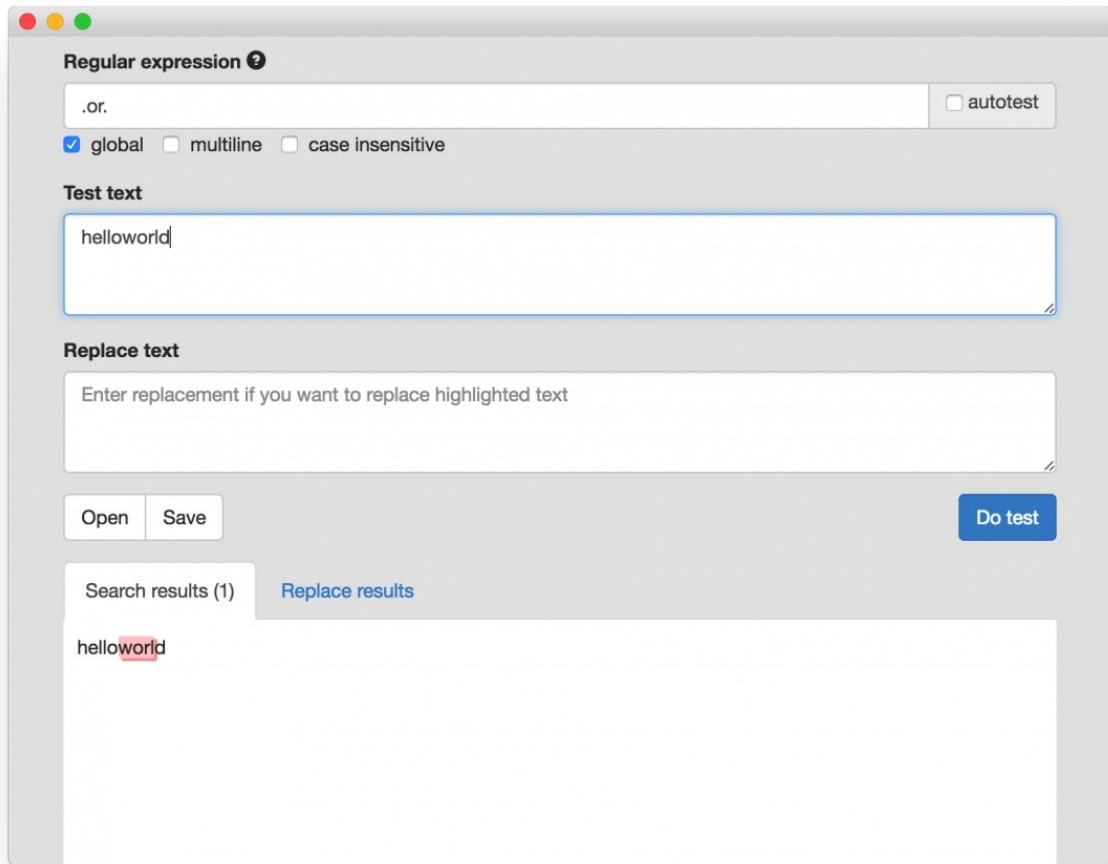 Regular expression ?
.or. autotest
global multiline case insensitive
Test text
helloworld
Replace text
Enter replacement if you want to replace highlighted text
Open Save Do test
Search results (1) Replace results
helloworld